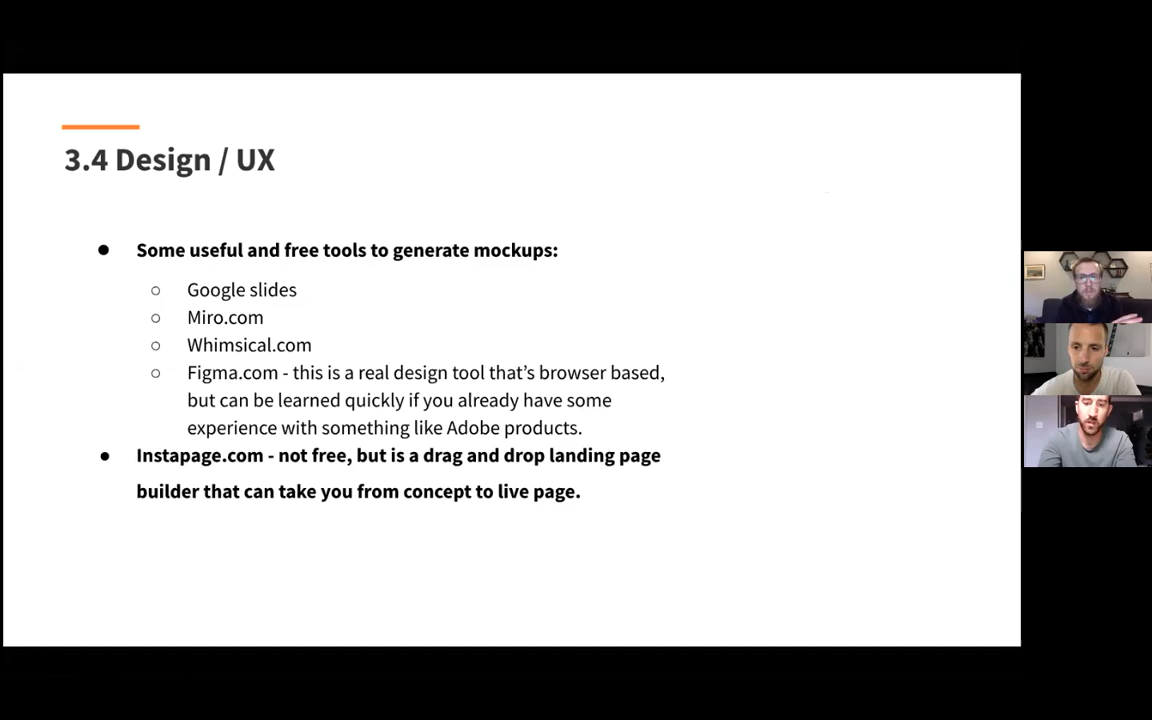 3.4 Design / UX
● Some useful and free tools to generate mockups:
○ Google slides
○ Miro.com
○ Whimsical.com
○ Figma.com - this is a real design tool that’s browser based,
but can be learned quickly if you already have some
experience with something like Adobe products.
● Instapage.com - not free, but is a drag and drop landing page
builder that can take you from concept to live page.